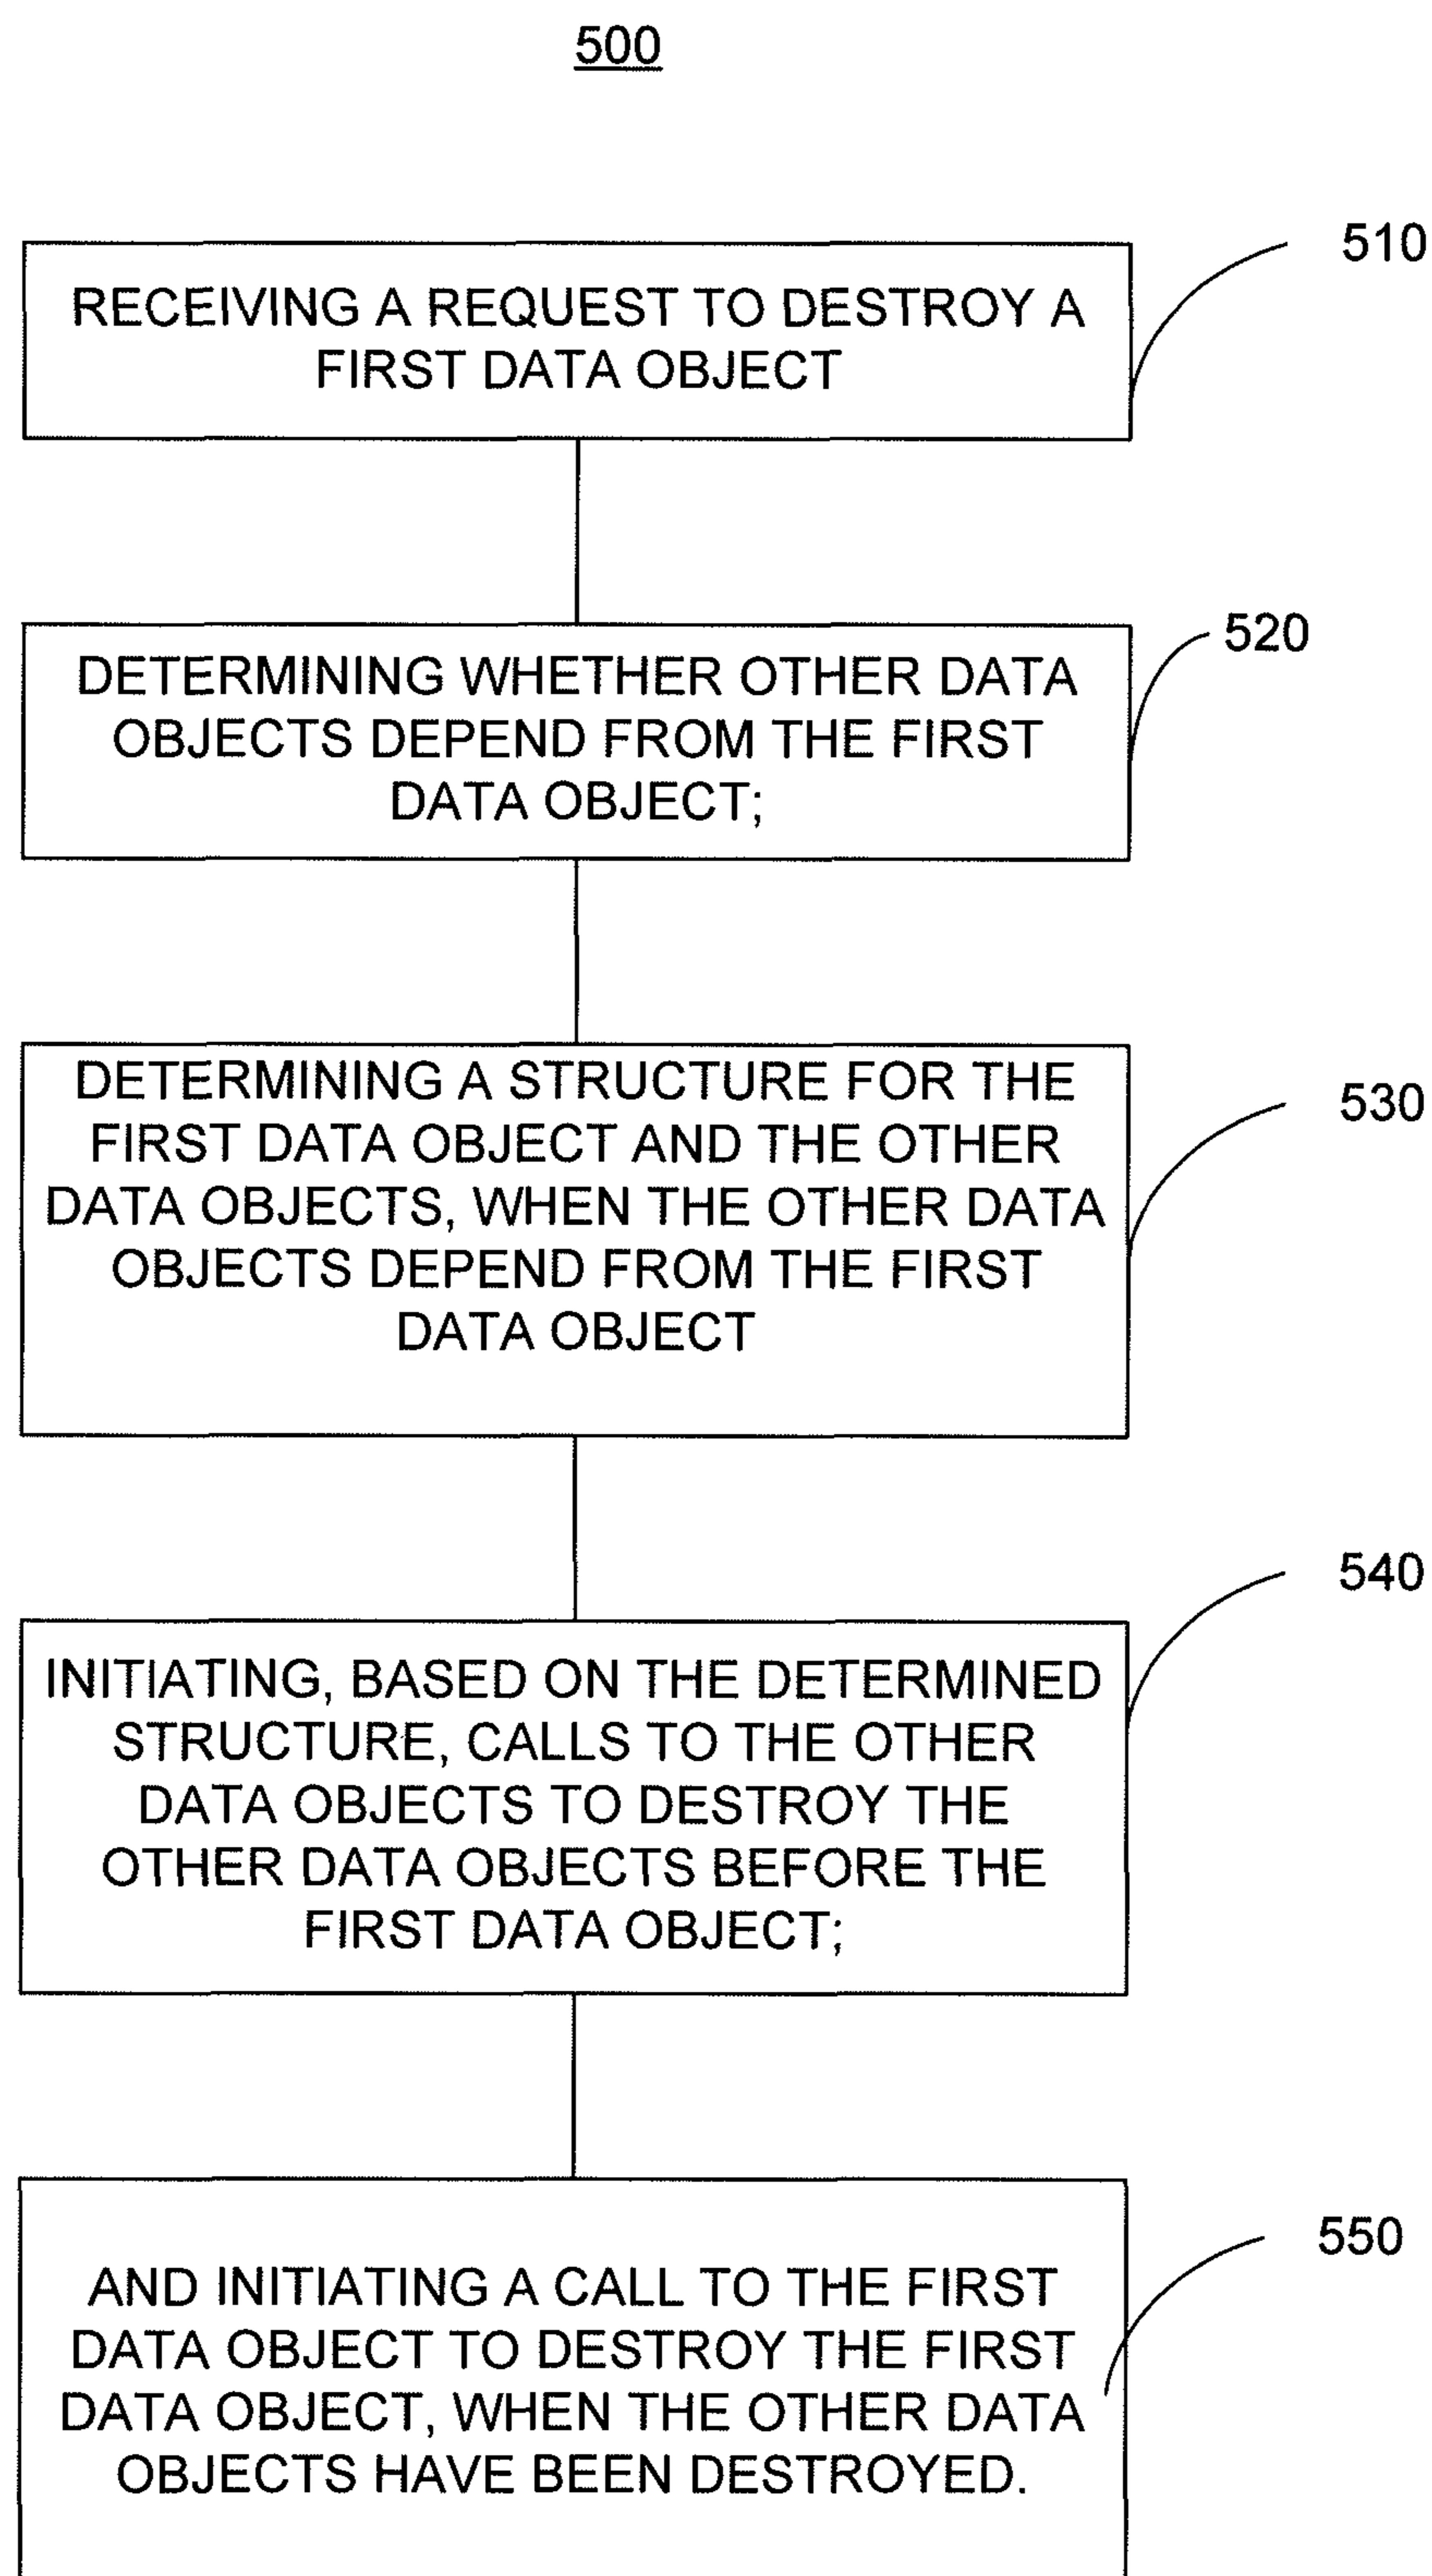 500
510
RECEIVING A REQUEST TO DESTROY A
FIRST DATA OBJECT
520
DETERMINING WHETHER OTHER DATA
OBJECTS DEPEND FROM THE FIRST
DATA OBJECT;
530
DETERMINING A STRUCTURE FOR THE
FIRST DATA OBJECT AND THE OTHER
DATA OBJECTS, WHEN THE OTHER DATA
OBJECTS DEPEND FROM THE FIRST
DATA OBJECT
540
INITIATING, BASED ON THE DETERMINED
STRUCTURE, CALLS TO THE OTHER
DATA OBJECTS TO DESTROY THE
OTHER DATA OBJECTS BEFORE THE
FIRST DATA OBJECT;
550
AND INITIATING A CALL TO THE FIRST
DATA OBJECT TO DESTROY THE FIRST
DATA OBJECT, WHEN THE OTHER DATA
OBJECTS HAVE BEEN DESTROYED.